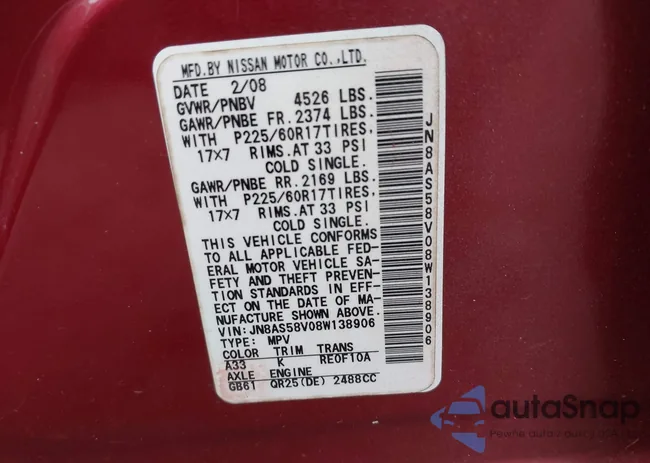 MFD.BY NISSAN MOTOR CO.,LTD.
DATE 2/08
GVWR/PNBV 4526 LBS.
GAWR/PNBE FR. 2374 LBS.
WITH P225/60R17TIRES,
17×7 RIMS.AT 33 PSI
COLD SINGLE.
GAWR/PNBE RR. 2169 LBS.
WITH P225/60R17TIRES,
17×7 RIMS.AT 33 PSI
COLD SINGLE.
THIS VEHICLE CONFORMS
TO ALL APPLICABLE FED-
ERAL MOTOR VEHICLE SA-
FETY AND THEFT PREVEN-
TION STANDARDS IN EFF-
ECT ON THE DATE OF MA-
NUFACTURE SHOWN ABOVE.
VIN:JN8AS58V08W138906
TYPE: MPV
COLOR TRIM TRANS
A33 K RE0F10A
AXLE ENGINE
GB61 QR25(DE) 2488CC
JN8AS58V08W138906
autaSnap
Pewne auta z